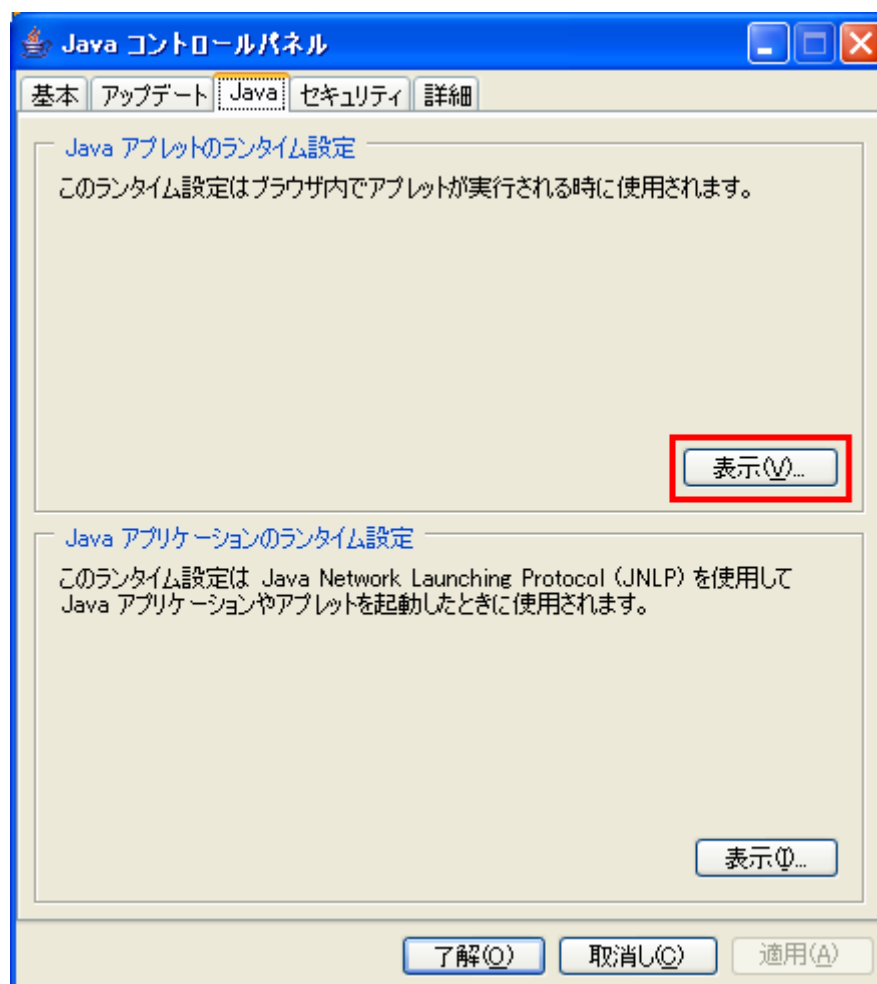 Java コントロールパネル
基本 アップデート Java セキュリティ 詳細
Java アプレットのランタイム設定
このランタイム設定はブラウザ内でアプレットが実行される時に使用されます。
表示(V)...
Java アプリケーションのランタイム設定
このランタイム設定は Java Network Launching Protocol (JNLP) を使用して
Java アプリケーションやアプレットを起動したときに使用されます。
表示(I)...
了解(O) 取消し(C) 適用(A)